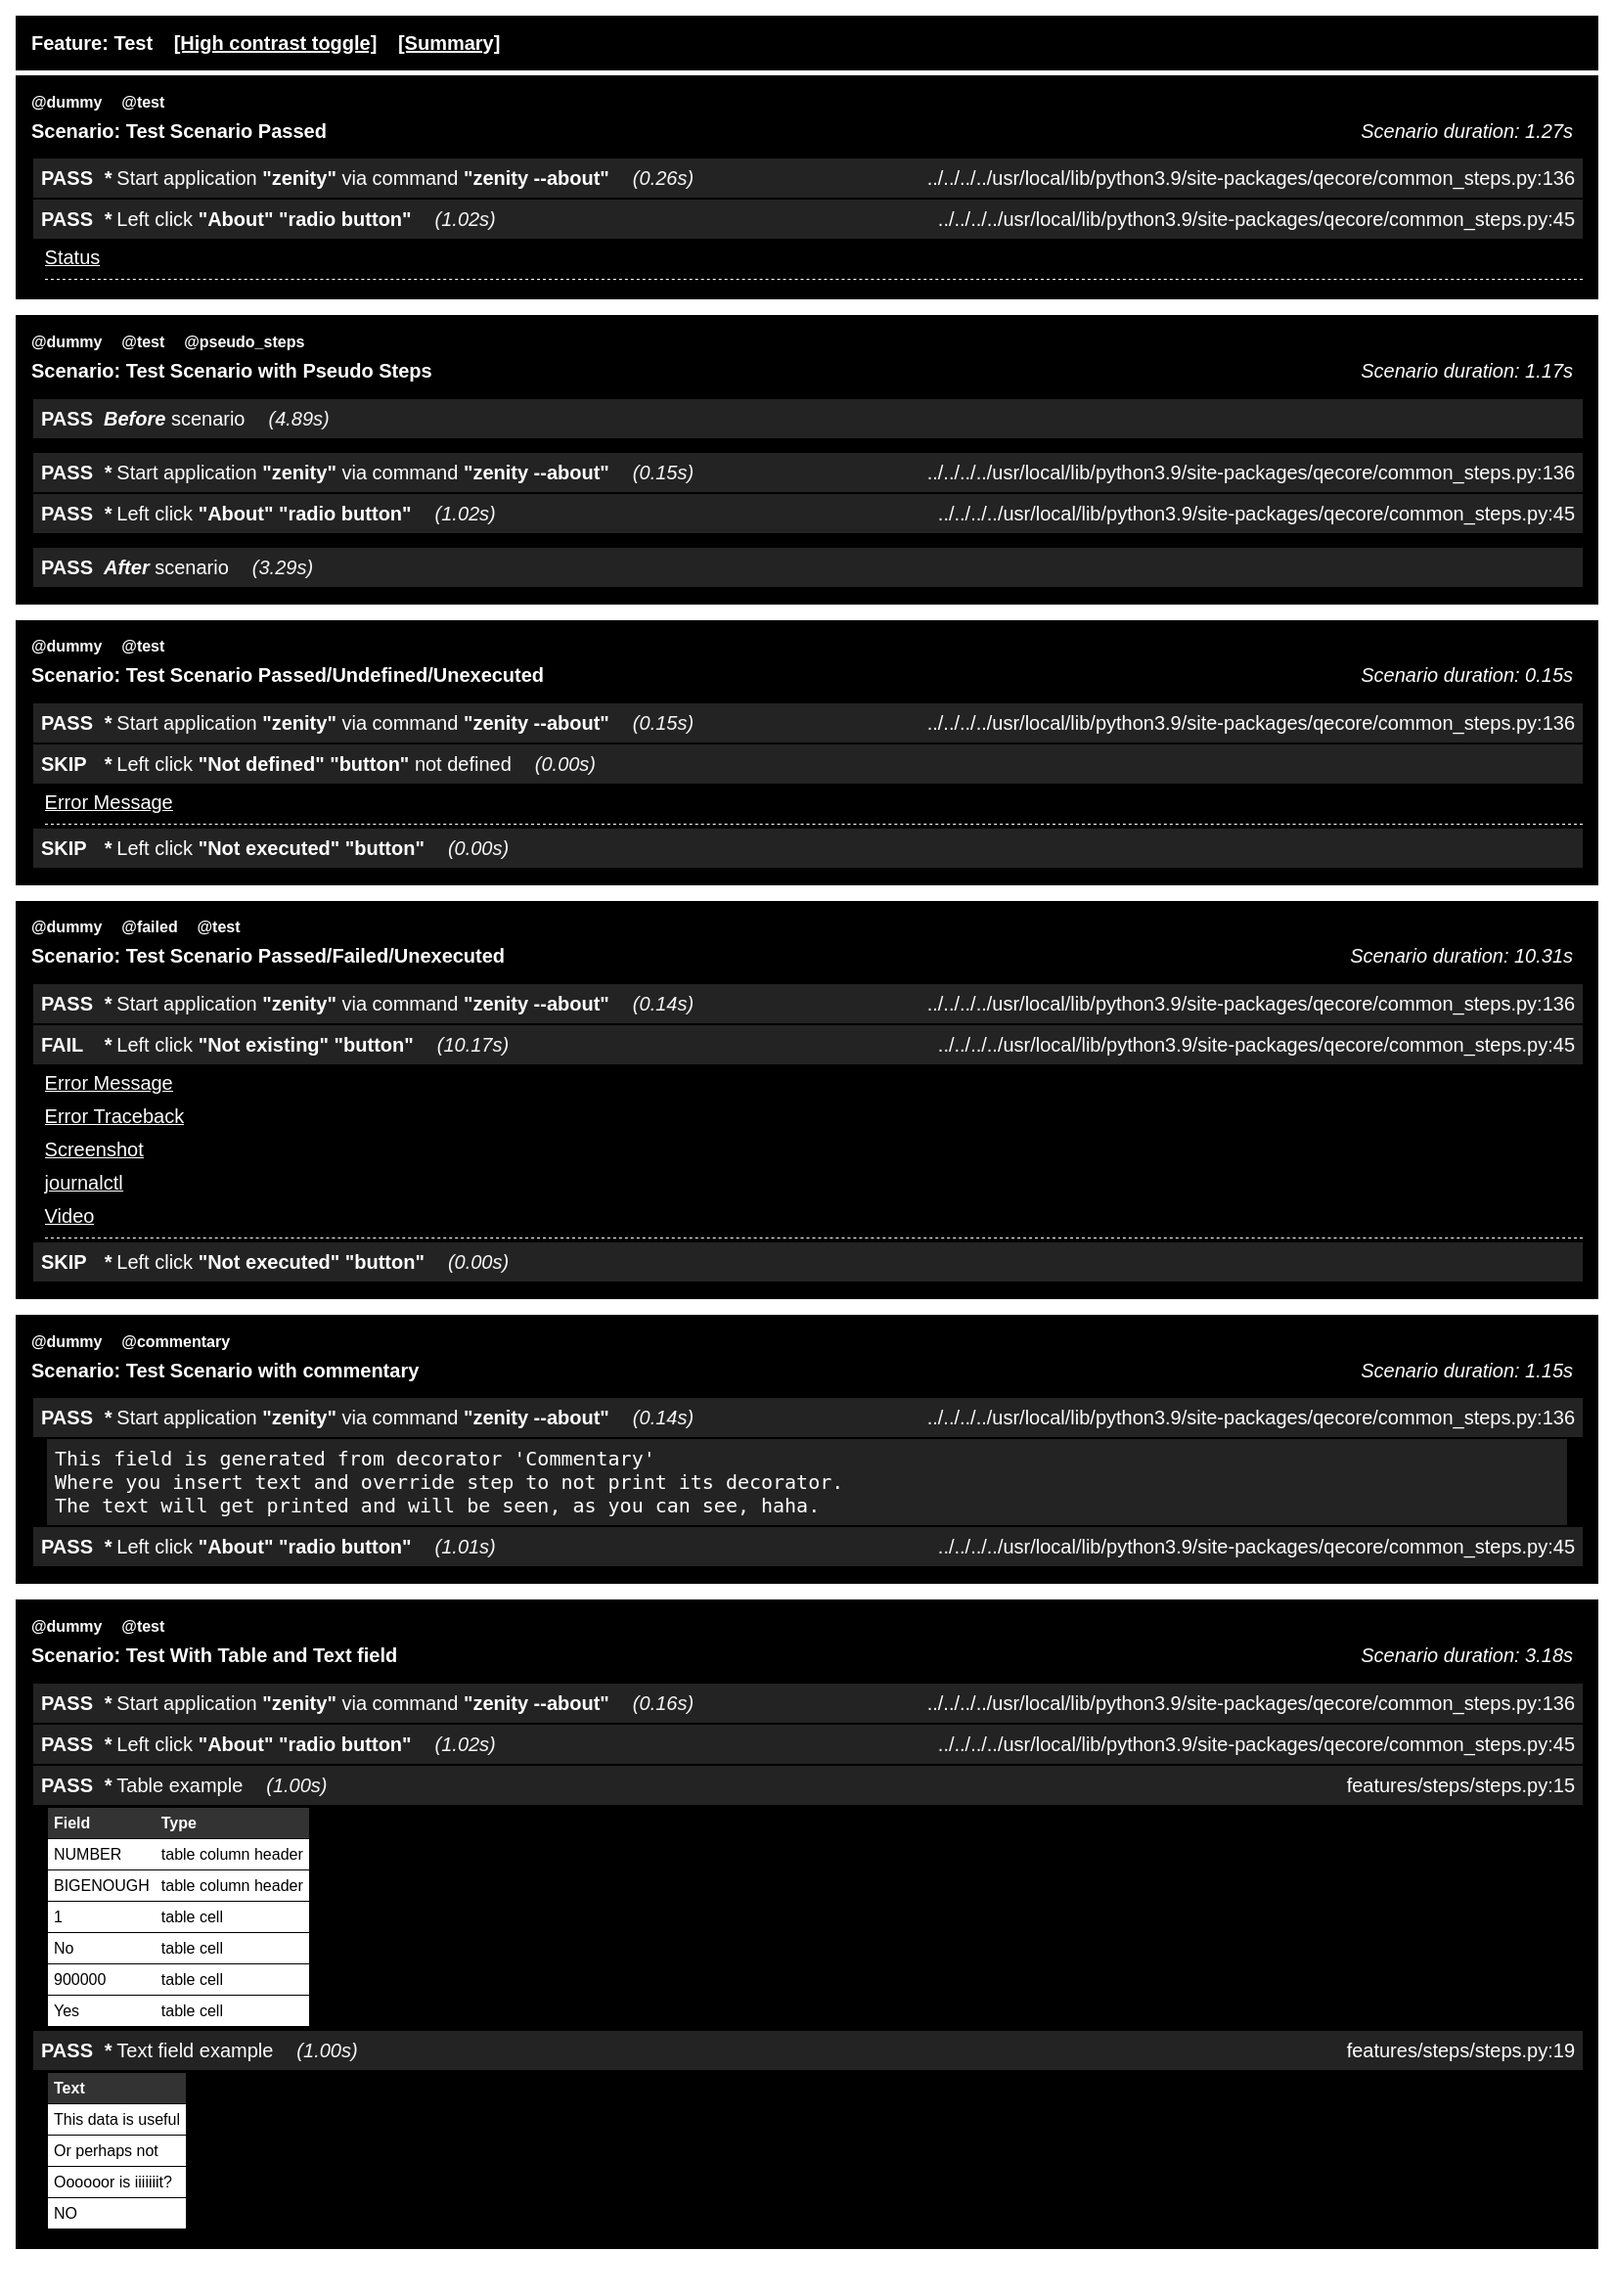 Feature: Test [High contrast toggle] [Summary]
@dummy @test
Scenario: Test Scenario Passed Scenario duration: 1.27s
PASS * Start application "zenity" via command "zenity --about" (0.26s) ../../../../usr/local/lib/python3.9/site-packages/qecore/common_steps.py:136
PASS * Left click "About" "radio button" (1.02s) ../../../../usr/local/lib/python3.9/site-packages/qecore/common_steps.py:45
Status
@dummy @test @pseudo_steps
Scenario: Test Scenario with Pseudo Steps Scenario duration: 1.17s
PASS Before scenario (4.89s)
PASS * Start application "zenity" via command "zenity --about" (0.15s) ../../../../usr/local/lib/python3.9/site-packages/qecore/common_steps.py:136
PASS * Left click "About" "radio button" (1.02s) ../../../../usr/local/lib/python3.9/site-packages/qecore/common_steps.py:45
PASS After scenario (3.29s)
@dummy @test
Scenario: Test Scenario Passed/Undefined/Unexecuted Scenario duration: 0.15s
PASS * Start application "zenity" via command "zenity --about" (0.15s) ../../../../usr/local/lib/python3.9/site-packages/qecore/common_steps.py:136
SKIP * Left click "Not defined" "button" not defined (0.00s)
Error Message
SKIP * Left click "Not executed" "button" (0.00s)
@dummy @failed @test
Scenario: Test Scenario Passed/Failed/Unexecuted Scenario duration: 10.31s
PASS * Start application "zenity" via command "zenity --about" (0.14s) ../../../../usr/local/lib/python3.9/site-packages/qecore/common_steps.py:136
FAIL * Left click "Not existing" "button" (10.17s) ../../../../usr/local/lib/python3.9/site-packages/qecore/common_steps.py:45
Error Message
Error Traceback
Screenshot
journalctl
Video
SKIP * Left click "Not executed" "button" (0.00s)
@dummy @commentary
Scenario: Test Scenario with commentary Scenario duration: 1.15s
PASS * Start application "zenity" via command "zenity --about" (0.14s) ../../../../usr/local/lib/python3.9/site-packages/qecore/common_steps.py:136
This field is generated from decorator 'Commentary'
Where you insert text and override step to not print its decorator.
The text will get printed and will be seen, as you can see, haha.
PASS * Left click "About" "radio button" (1.01s) ../../../../usr/local/lib/python3.9/site-packages/qecore/common_steps.py:45
@dummy @test
Scenario: Test With Table and Text field Scenario duration: 3.18s
PASS * Start application "zenity" via command "zenity --about" (0.16s) ../../../../usr/local/lib/python3.9/site-packages/qecore/common_steps.py:136
PASS * Left click "About" "radio button" (1.02s) ../../../../usr/local/lib/python3.9/site-packages/qecore/common_steps.py:45
PASS * Table example (1.00s) features/steps/steps.py:15
Field Type
NUMBER table column header
BIGENOUGH table column header
1 table cell
No table cell
900000 table cell
Yes table cell
PASS * Text field example (1.00s) features/steps/steps.py:19
Text
This data is useful
Or perhaps not
Oooooor is iiiiiiit?
NO